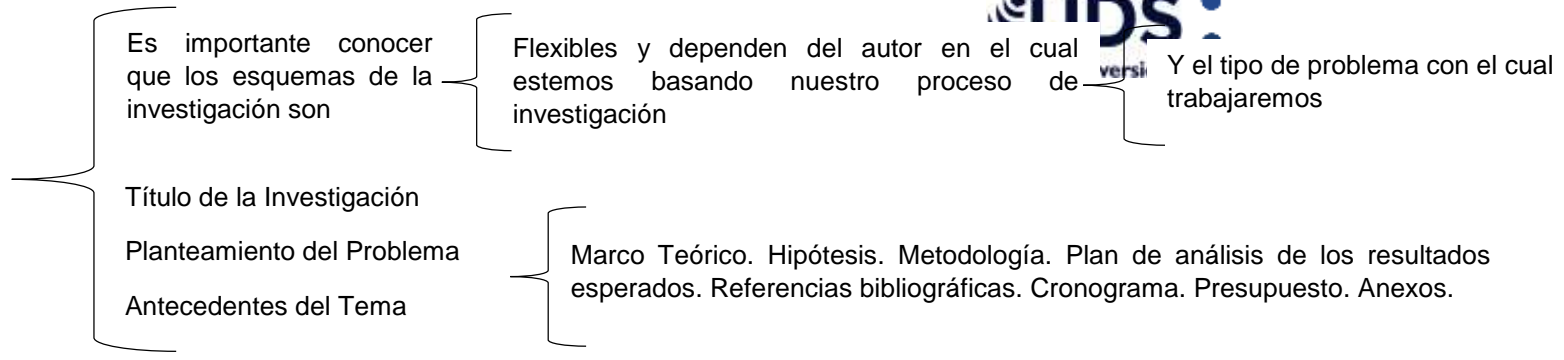 UDS
Es importante conocer
que los esquemas de la
investigación son
Flexibles y dependen del autor en el cual
estemos basando nuestro proceso de
investigación
Y el tipo de problema con el cual
trabajaremos
Título de la Investigación
Planteamiento del Problema
Antecedentes del Tema
Marco Teórico. Hipótesis. Metodología. Plan de análisis de los resultados
esperados. Referencias bibliográficas. Cronograma. Presupuesto. Anexos.